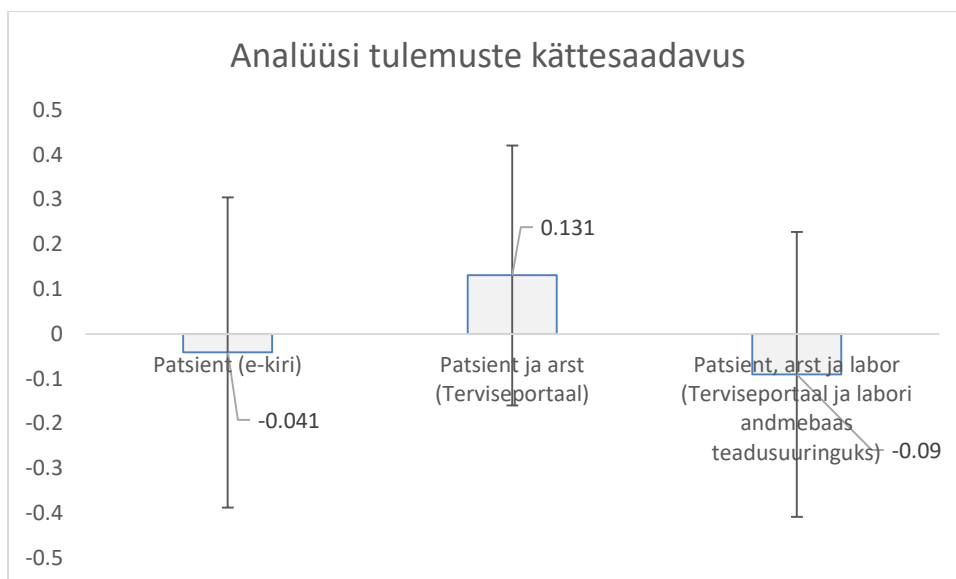 Analüüsi tulemuste kättesaadavus
0.5
0.4
0.3
0.2
0.1
0
-0.1
-0.2
-0.3
-0.4
-0.5
Patsient (e-kiri)
-0.041
Patsient ja arst
(Terviseportaal)
0.131
Patsient, arst ja labor
(Terviseportaal ja labori
andmebaas
teadusuuringuks)
-0.09